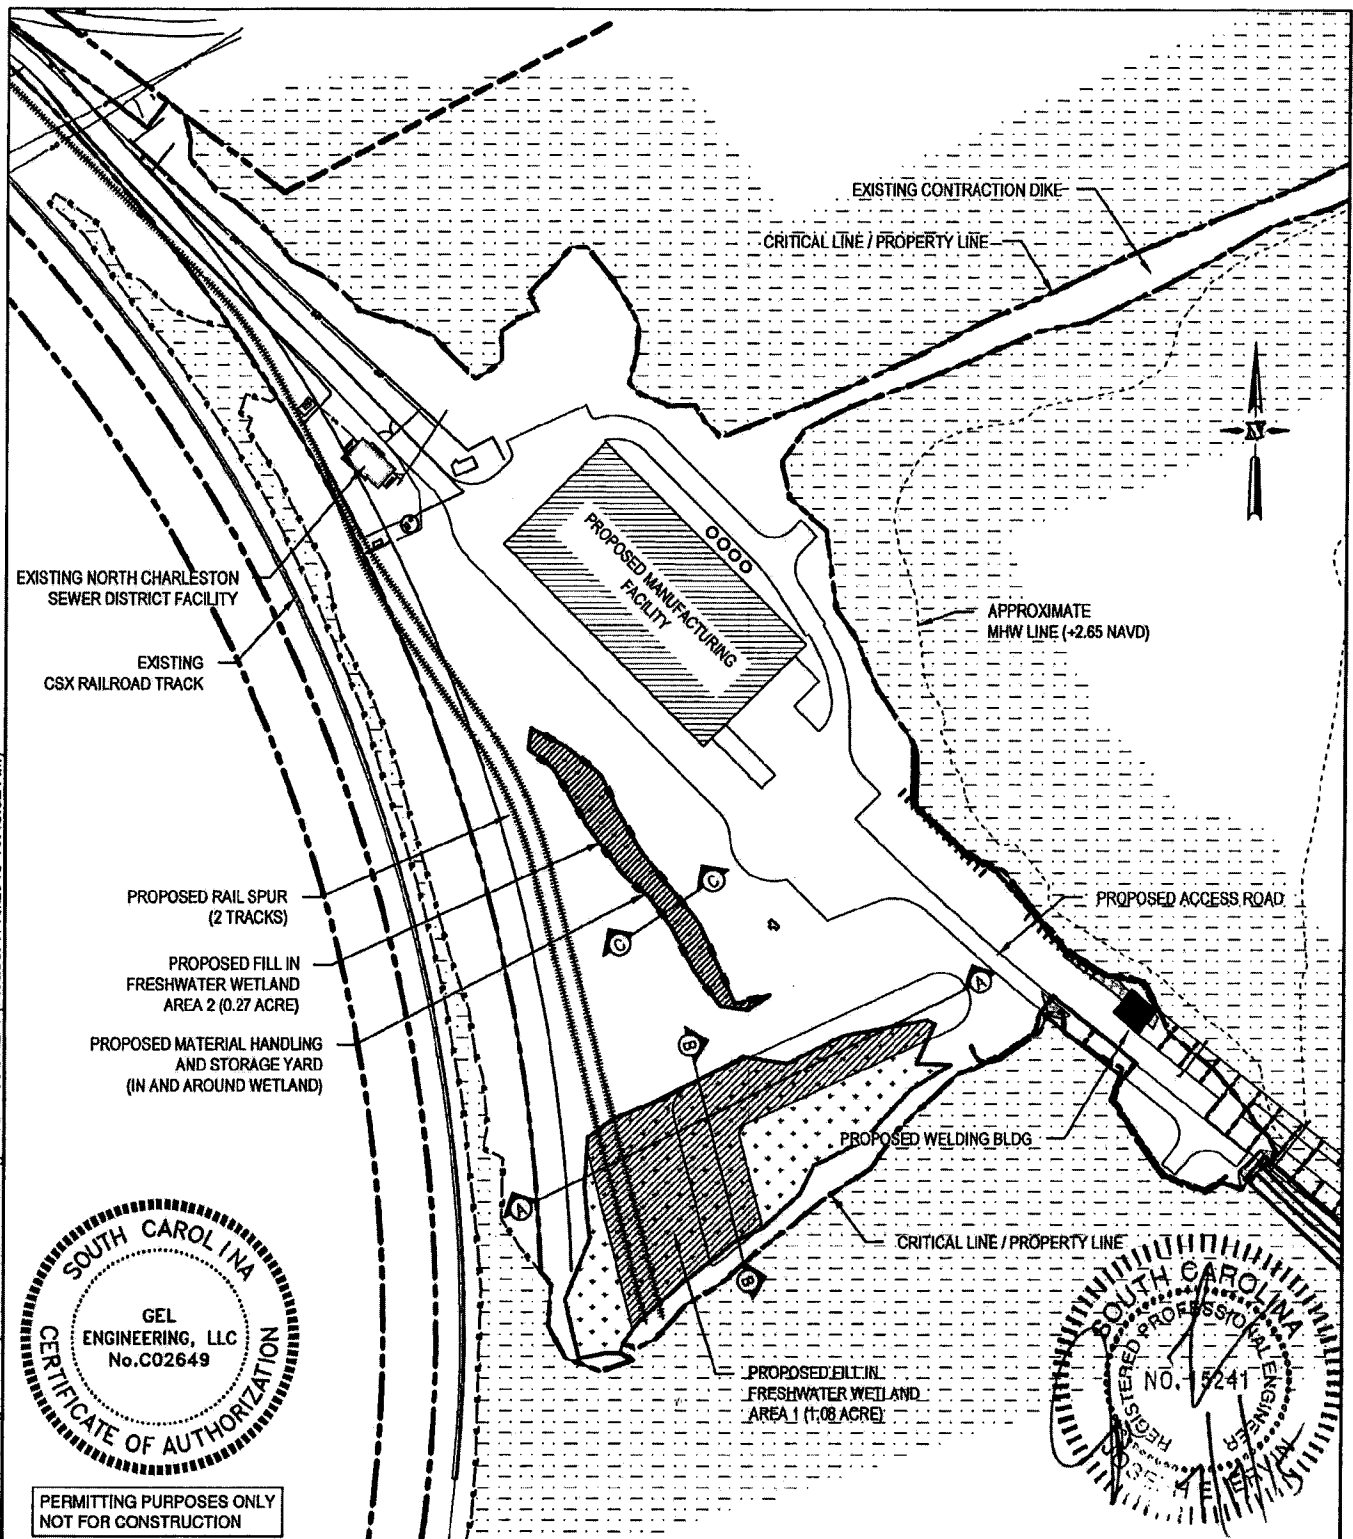 EXISTING CONTRACTION DIKE
CRITICAL LINE / PROPERTY LINE
N
PROPOSED MANUFACTURING
FACILITY
EXISTING NORTH CHARLESTON
SEWER DISTRICT FACILITY
APPROXIMATE
MHW LINE (+2.65 NAVD)
EXISTING
CSX RAILROAD TRACK
PROPOSED RAIL SPUR
(2 TRACKS)
C
C
PROPOSED ACCESS ROAD
PROPOSED FILL IN
FRESHWATER WETLAND
AREA 2 (0.27 ACRE)
A
PROPOSED MATERIAL HANDLING
AND STORAGE YARD
(IN AND AROUND WETLAND)
B
PROPOSED WELDING BLDG
A
CRITICAL LINE / PROPERTY LINE
B
SOUTH CAROLINA
GEL
ENGINEERING, LLC
No.C02649
CERTIFICATE OF AUTHORIZATION
SOUTH CAROLINA
REGISTERED PROFESSIONAL ENGINEER
NO. 15241
PROPOSED FILL IN
FRESHWATER WETLAND
AREA 1 (1.08 ACRE)
PERMITTING PURPOSES ONLY
NOT FOR CONSTRUCTION